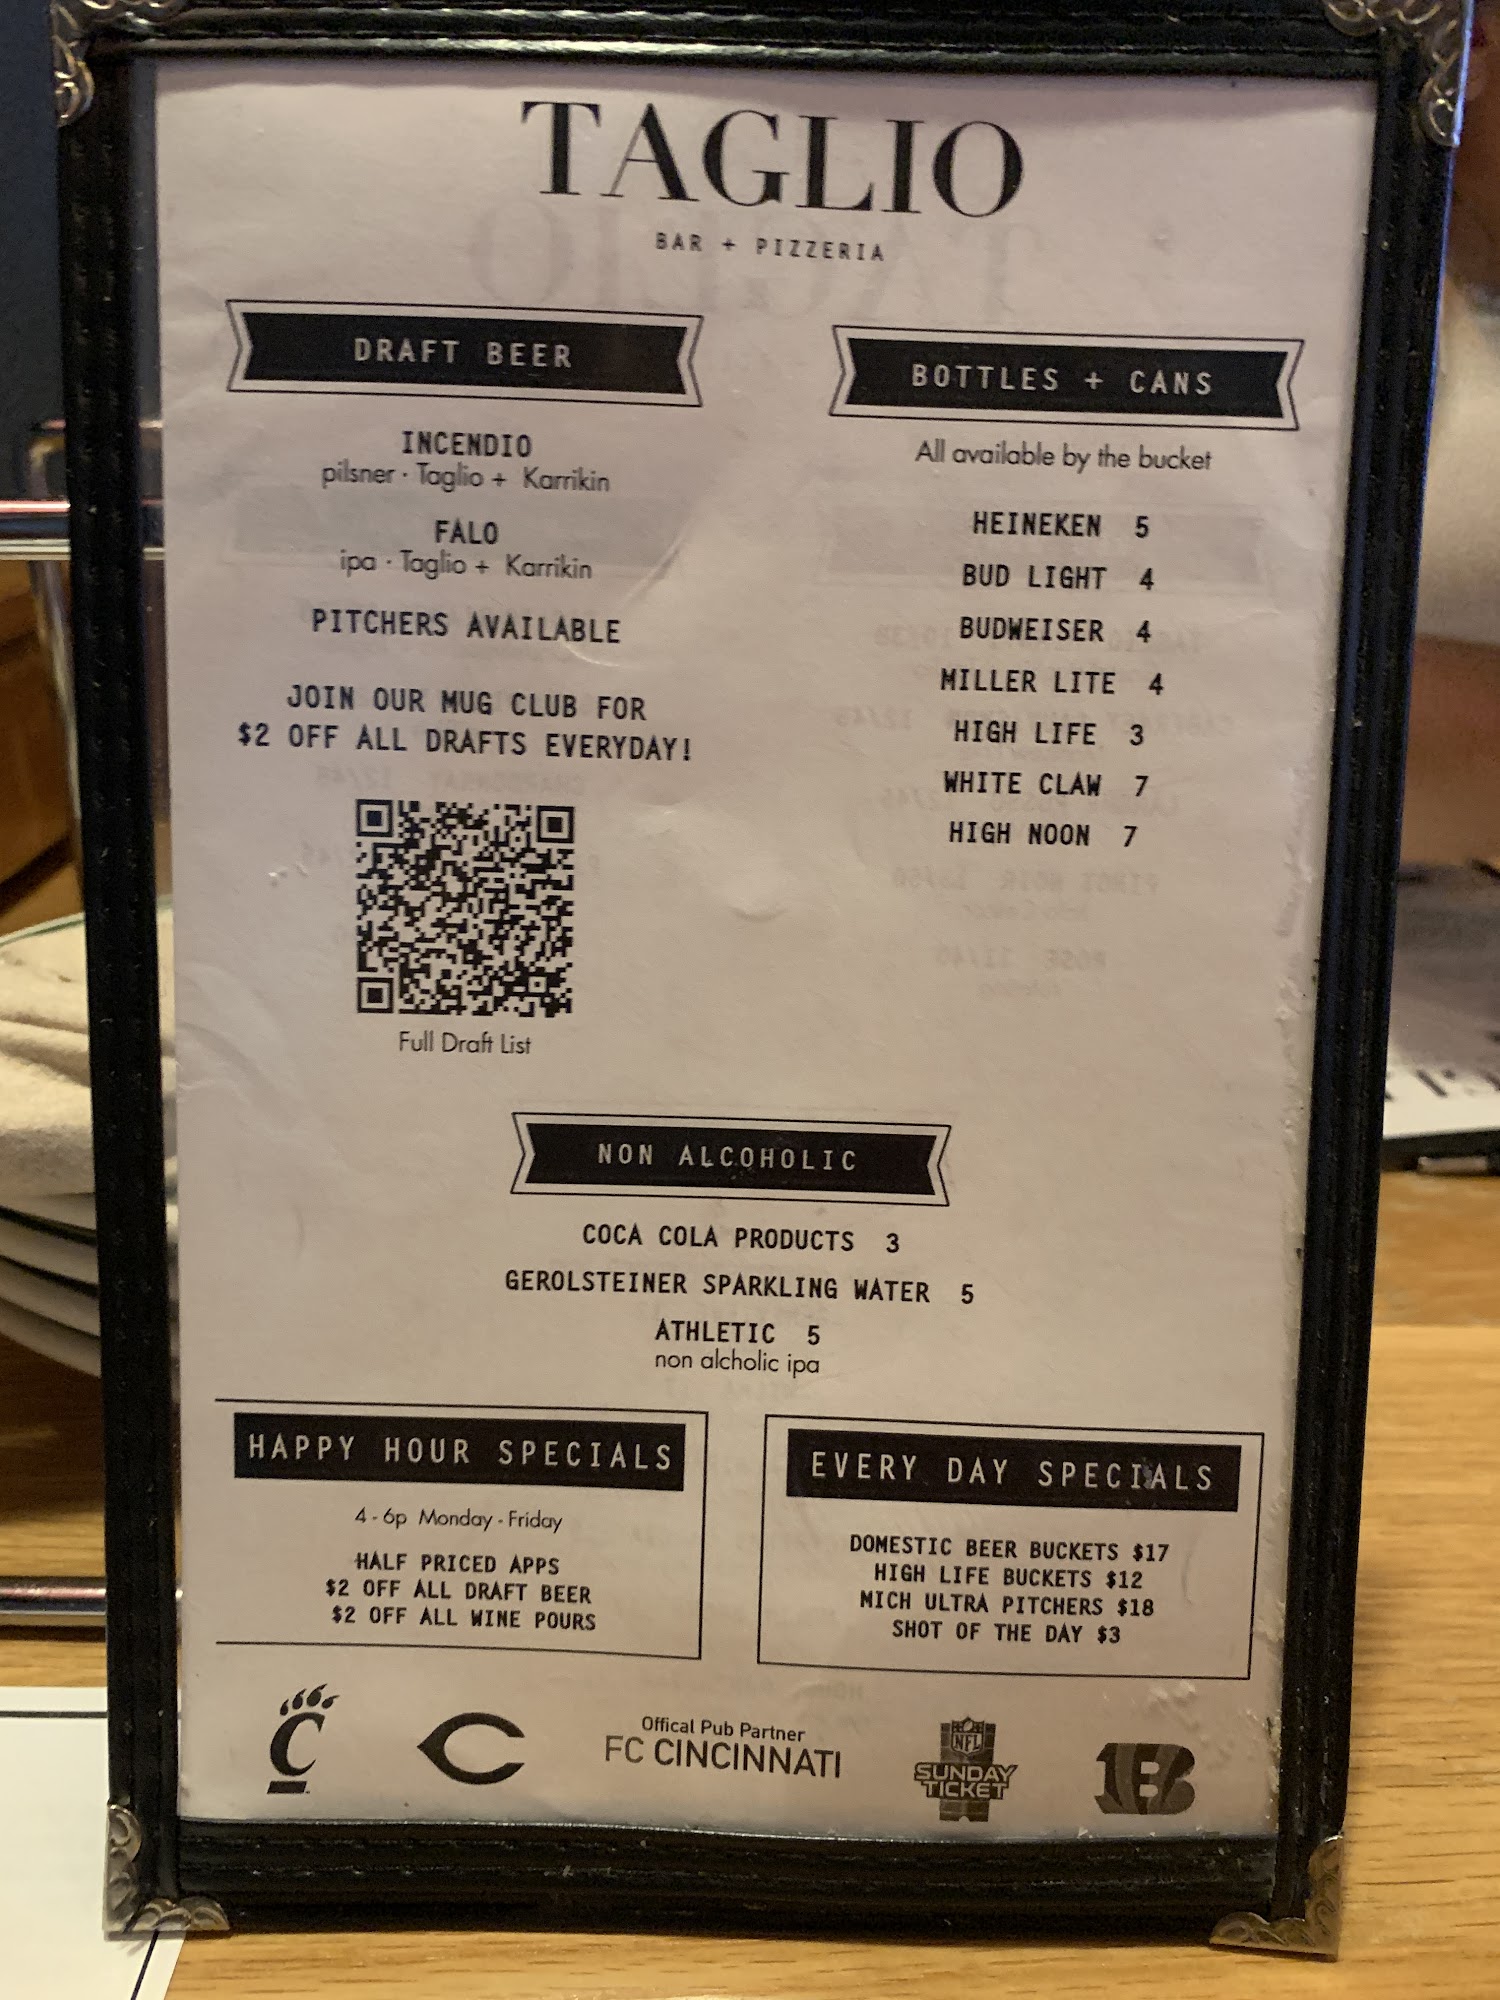 TAGLIO
BAR + PIZZERIA
DRAFT BEER
INCENDIO
pilsner · Taglio + Karrikin
FALO
ipa · Taglio + Karrikin
PITCHERS AVAILABLE
JOIN OUR MUG CLUB FOR
$2 OFF ALL DRAFTS EVERYDAY!
Full Draft List
BOTTLES + CANS
All available by the bucket
HEINEKEN 5
BUD LIGHT 4
BUDWEISER 4
MILLER LITE 4
HIGH LIFE 3
WHITE CLAW 7
HIGH NOON 7
NON ALCOHOLIC
COCA COLA PRODUCTS 3
GEROLSTEINER SPARKLING WATER 5
ATHLETIC 5
non alcholic ipa
HAPPY HOUR SPECIALS
4 - 6p Monday - Friday
HALF PRICED APPS
$2 OFF ALL DRAFT BEER
$2 OFF ALL WINE POURS
EVERY DAY SPECIALS
DOMESTIC BEER BUCKETS $17
HIGH LIFE BUCKETS $12
MICH ULTRA PITCHERS $18
SHOT OF THE DAY $3
C
C
Offical Pub Partner
FC CINCINNATI
NFL
SUNDAY
TICKET
B